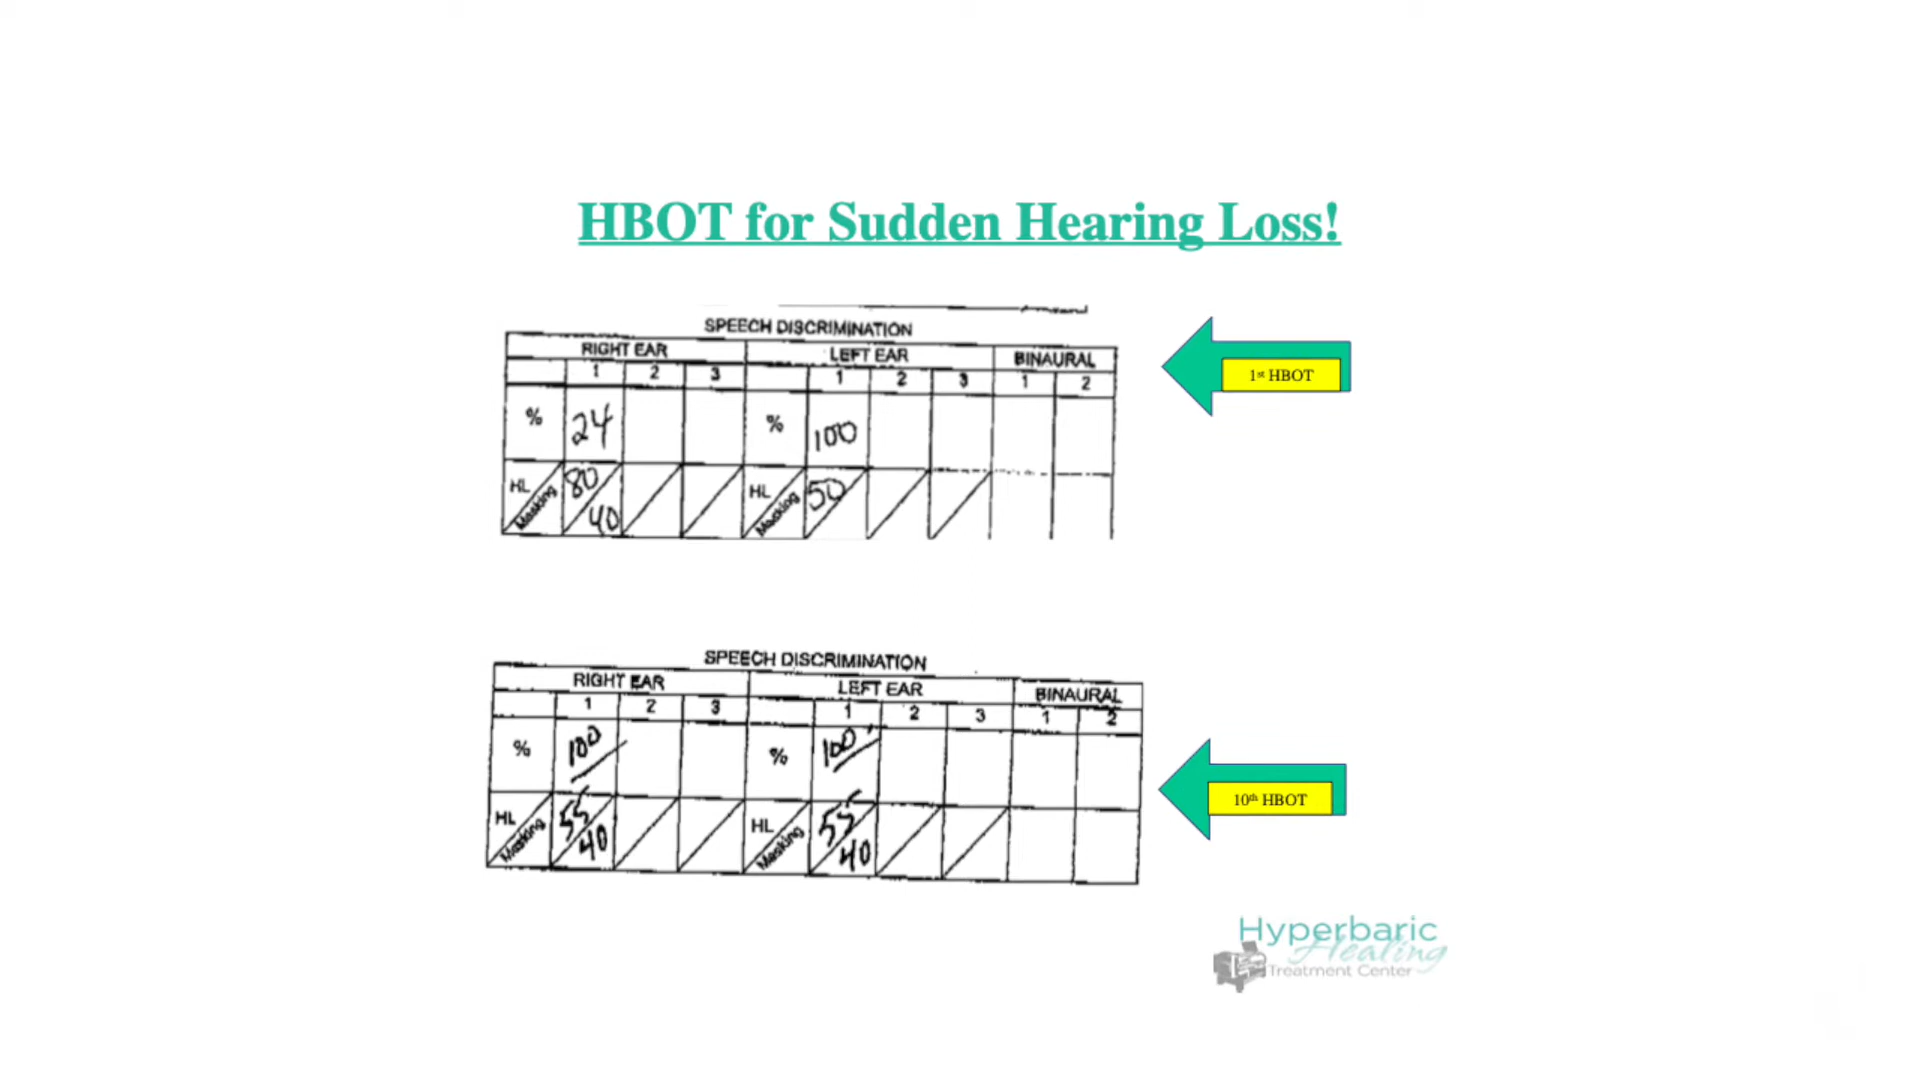 HBOT for Sudden Hearing Loss!
SPEECH DISCRIMINATION
RIGHT EAR LEFT EAR BINAURAL
1 2 3 1 2 3 1 2
% 24 % 100
HL Masking 80 40 HL Masking 50
1st HBOT
SPEECH DISCRIMINATION
RIGHT EAR LEFT EAR BINAURAL
1 2 3 1 2 3 1 2
% 100 % 100
HL Masking 55 40 HL Masking 55 40
10th HBOT
Hyperbaric
Healing
Treatment Center